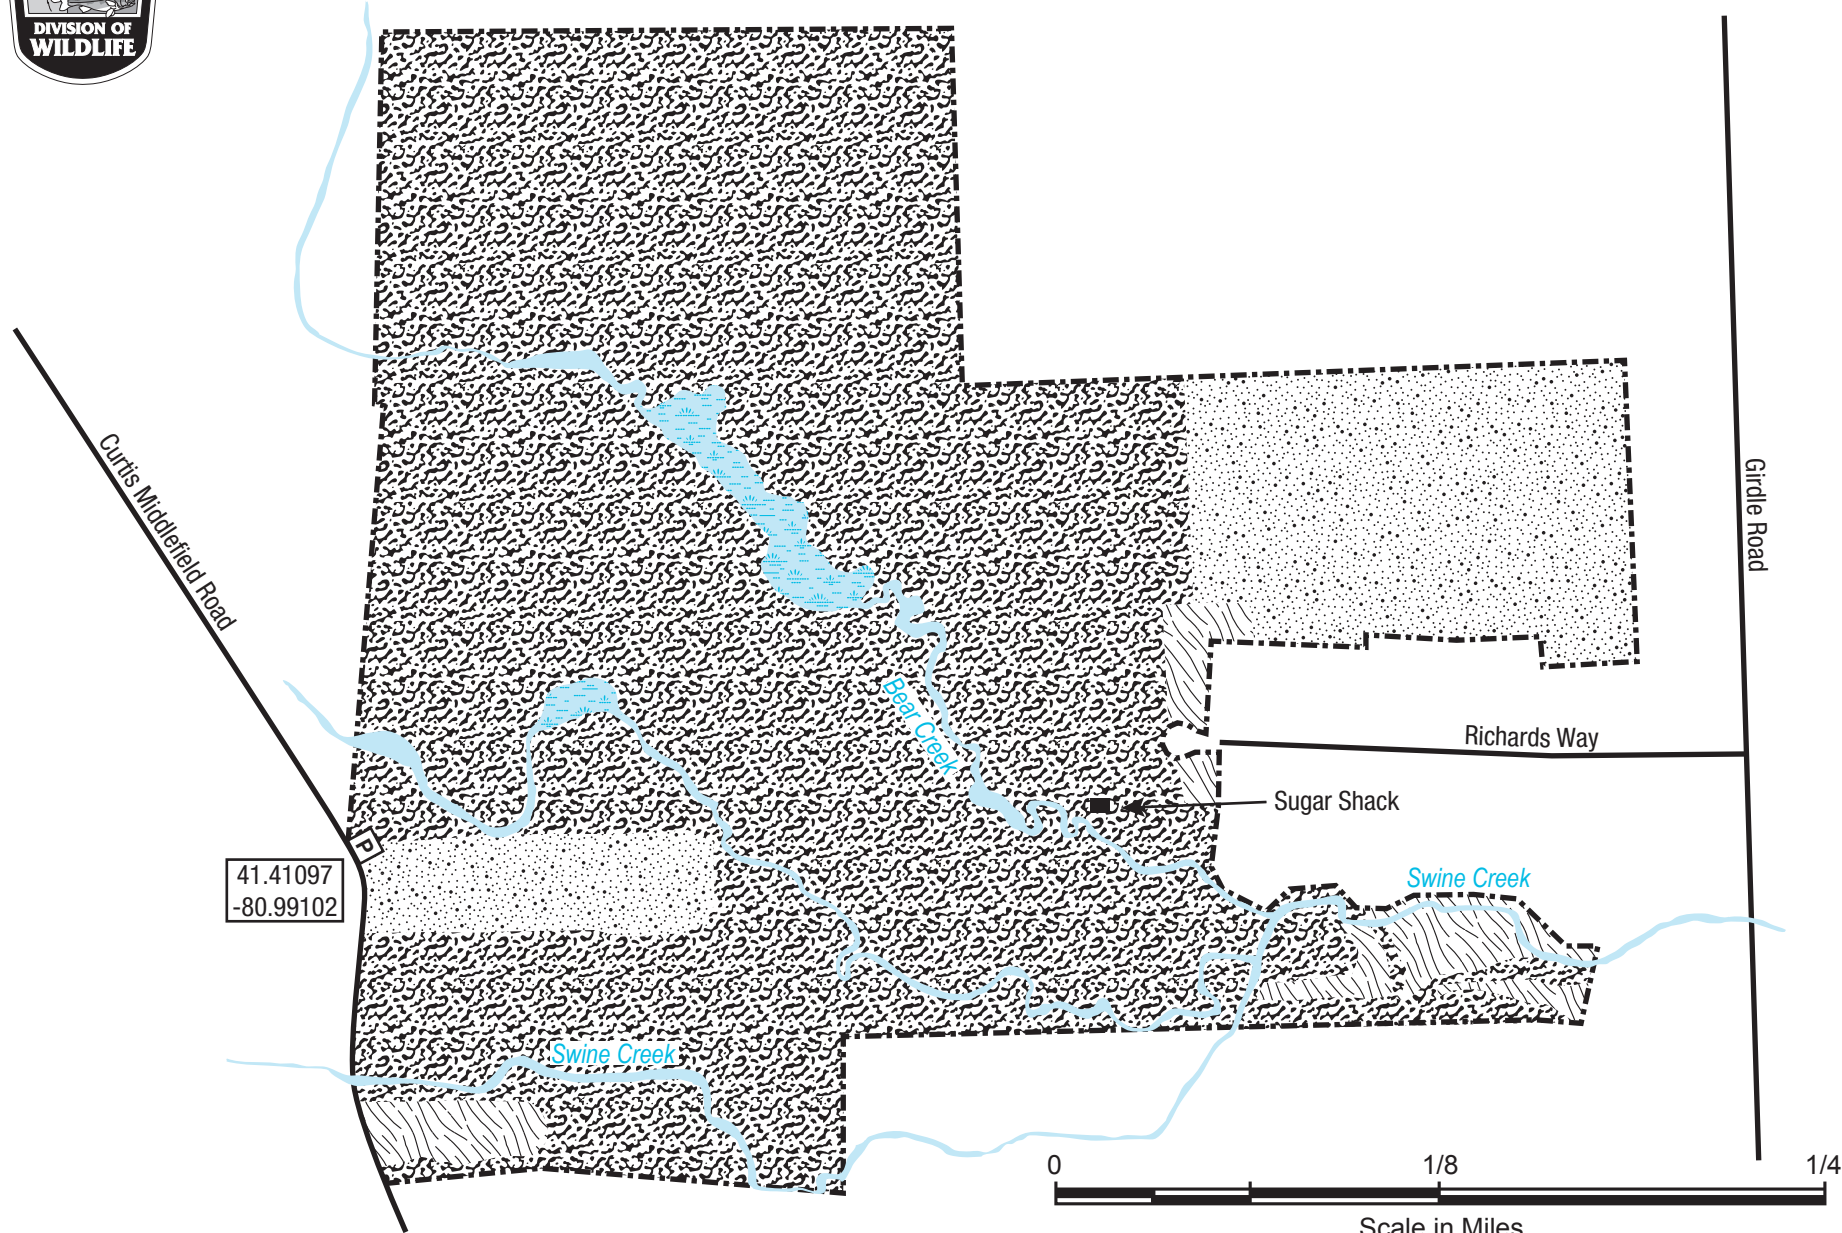 DIVISION OF
WILDLIFE
Curtis Middlefield Road
Girdle Road
Bear Creek
Richards Way
Sugar Shack
P
41.41097
-80.99102
Swine Creek
Swine Creek
0 1/8 1/4
Scale in Miles